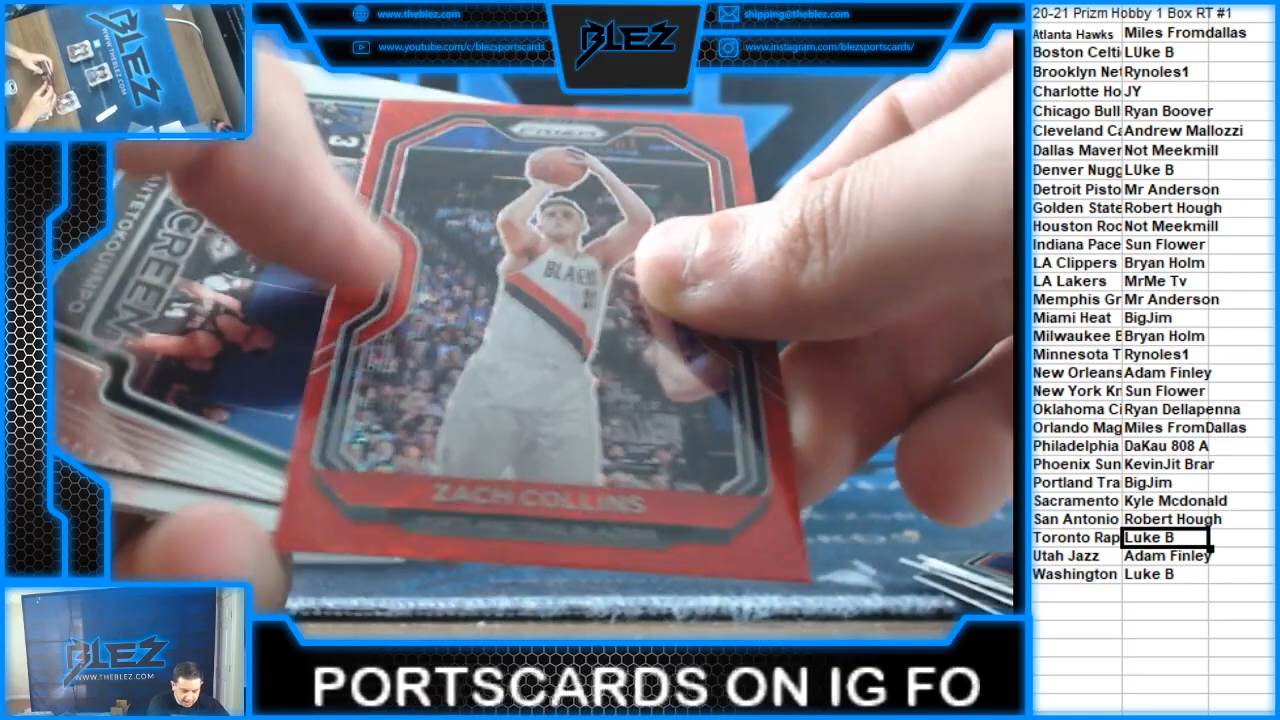 www.theblez.com
www.youtube.com/c/blezsportscards
BLEZ
shipping@theblez.com
www.instagram.com/blezsportscards/
BLEZ
ANTETOKOUNMPO
PRIZM
BLAZERS
ZACH COLLINS
BLEZ
WWW.THEBLEZ.COM
PORTSCARDS ON IG FO
20-21 Prizm Hobby 1 Box RT #1
Atlanta Hawks Miles Fromdallas
Boston Celti LUke B
Brooklyn Net Rynoles1
Charlotte Ho JY
Chicago Bull Ryan Boover
Cleveland Ca Andrew Mallozzi
Dallas Maver Not Meekmill
Denver Nugg LUke B
Detroit Pisto Mr Anderson
Golden State Robert Hough
Houston Roc Not Meekmill
Indiana Pace Sun Flower
LA Clippers Bryan Holm
LA Lakers MrMe Tv
Memphis Gr Mr Anderson
Miami Heat BigJim
Milwaukee B Bryan Holm
Minnesota T Rynoles1
New Orleans Adam Finley
New York Kr Sun Flower
Oklahoma Ci Ryan Dellapenna
Orlando Mag Miles FromDallas
Philadelphia DaKau 808 A
Phoenix Sun KevinJit Brar
Portland Tra BigJim
Sacramento Kyle Mcdonald
San Antonio Robert Hough
Toronto Rap Luke B
Utah Jazz Adam Finley
Washington Luke B